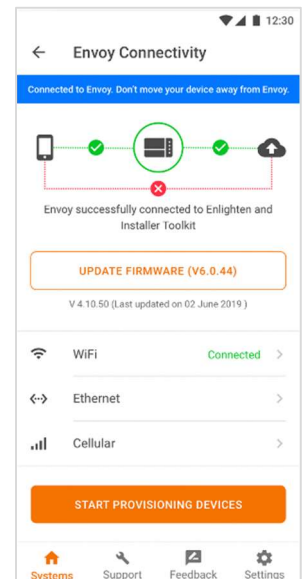 12:30
Envoy Connectivity
Connected to Envoy. Don't move your device away from Envoy.
Envoy successfully connected to Enlighten and
Installer Toolkit
UPDATE FIRMWARE (V6.0.44)
V 4.10.50 (Last updated on 02 June 2019 )
WiFi Connected
Ethernet
Cellular
START PROVISIONING DEVICES
Systems Support Feedback Settings